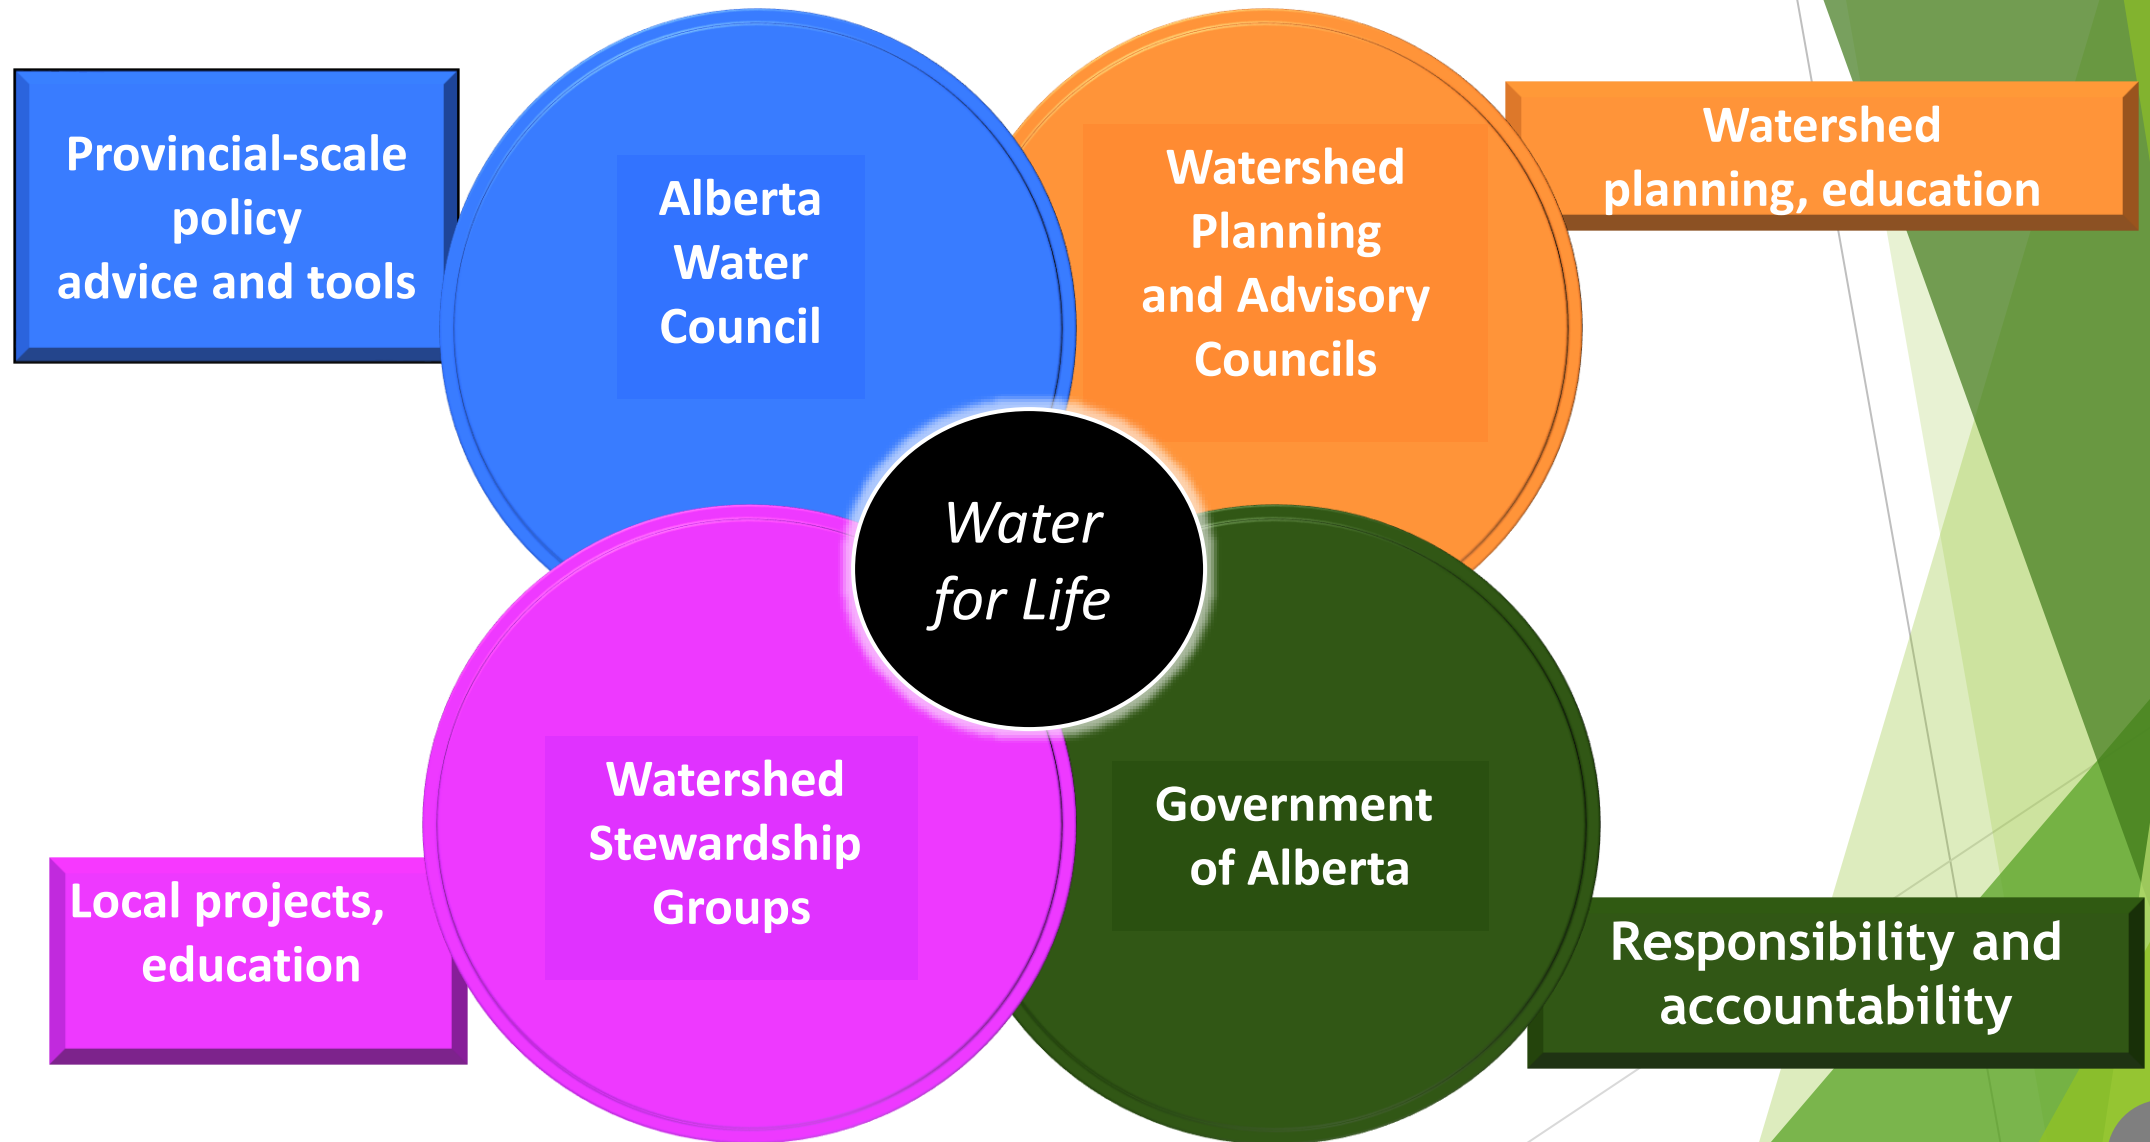 Provincial-scale
policy
advice and tools
Alberta
Water
Council
Watershed
Planning
and Advisory
Councils
Watershed
planning, education
Water
for Life
Local projects,
education
Watershed
Stewardship
Groups
Government
of Alberta
Responsibility and
accountability